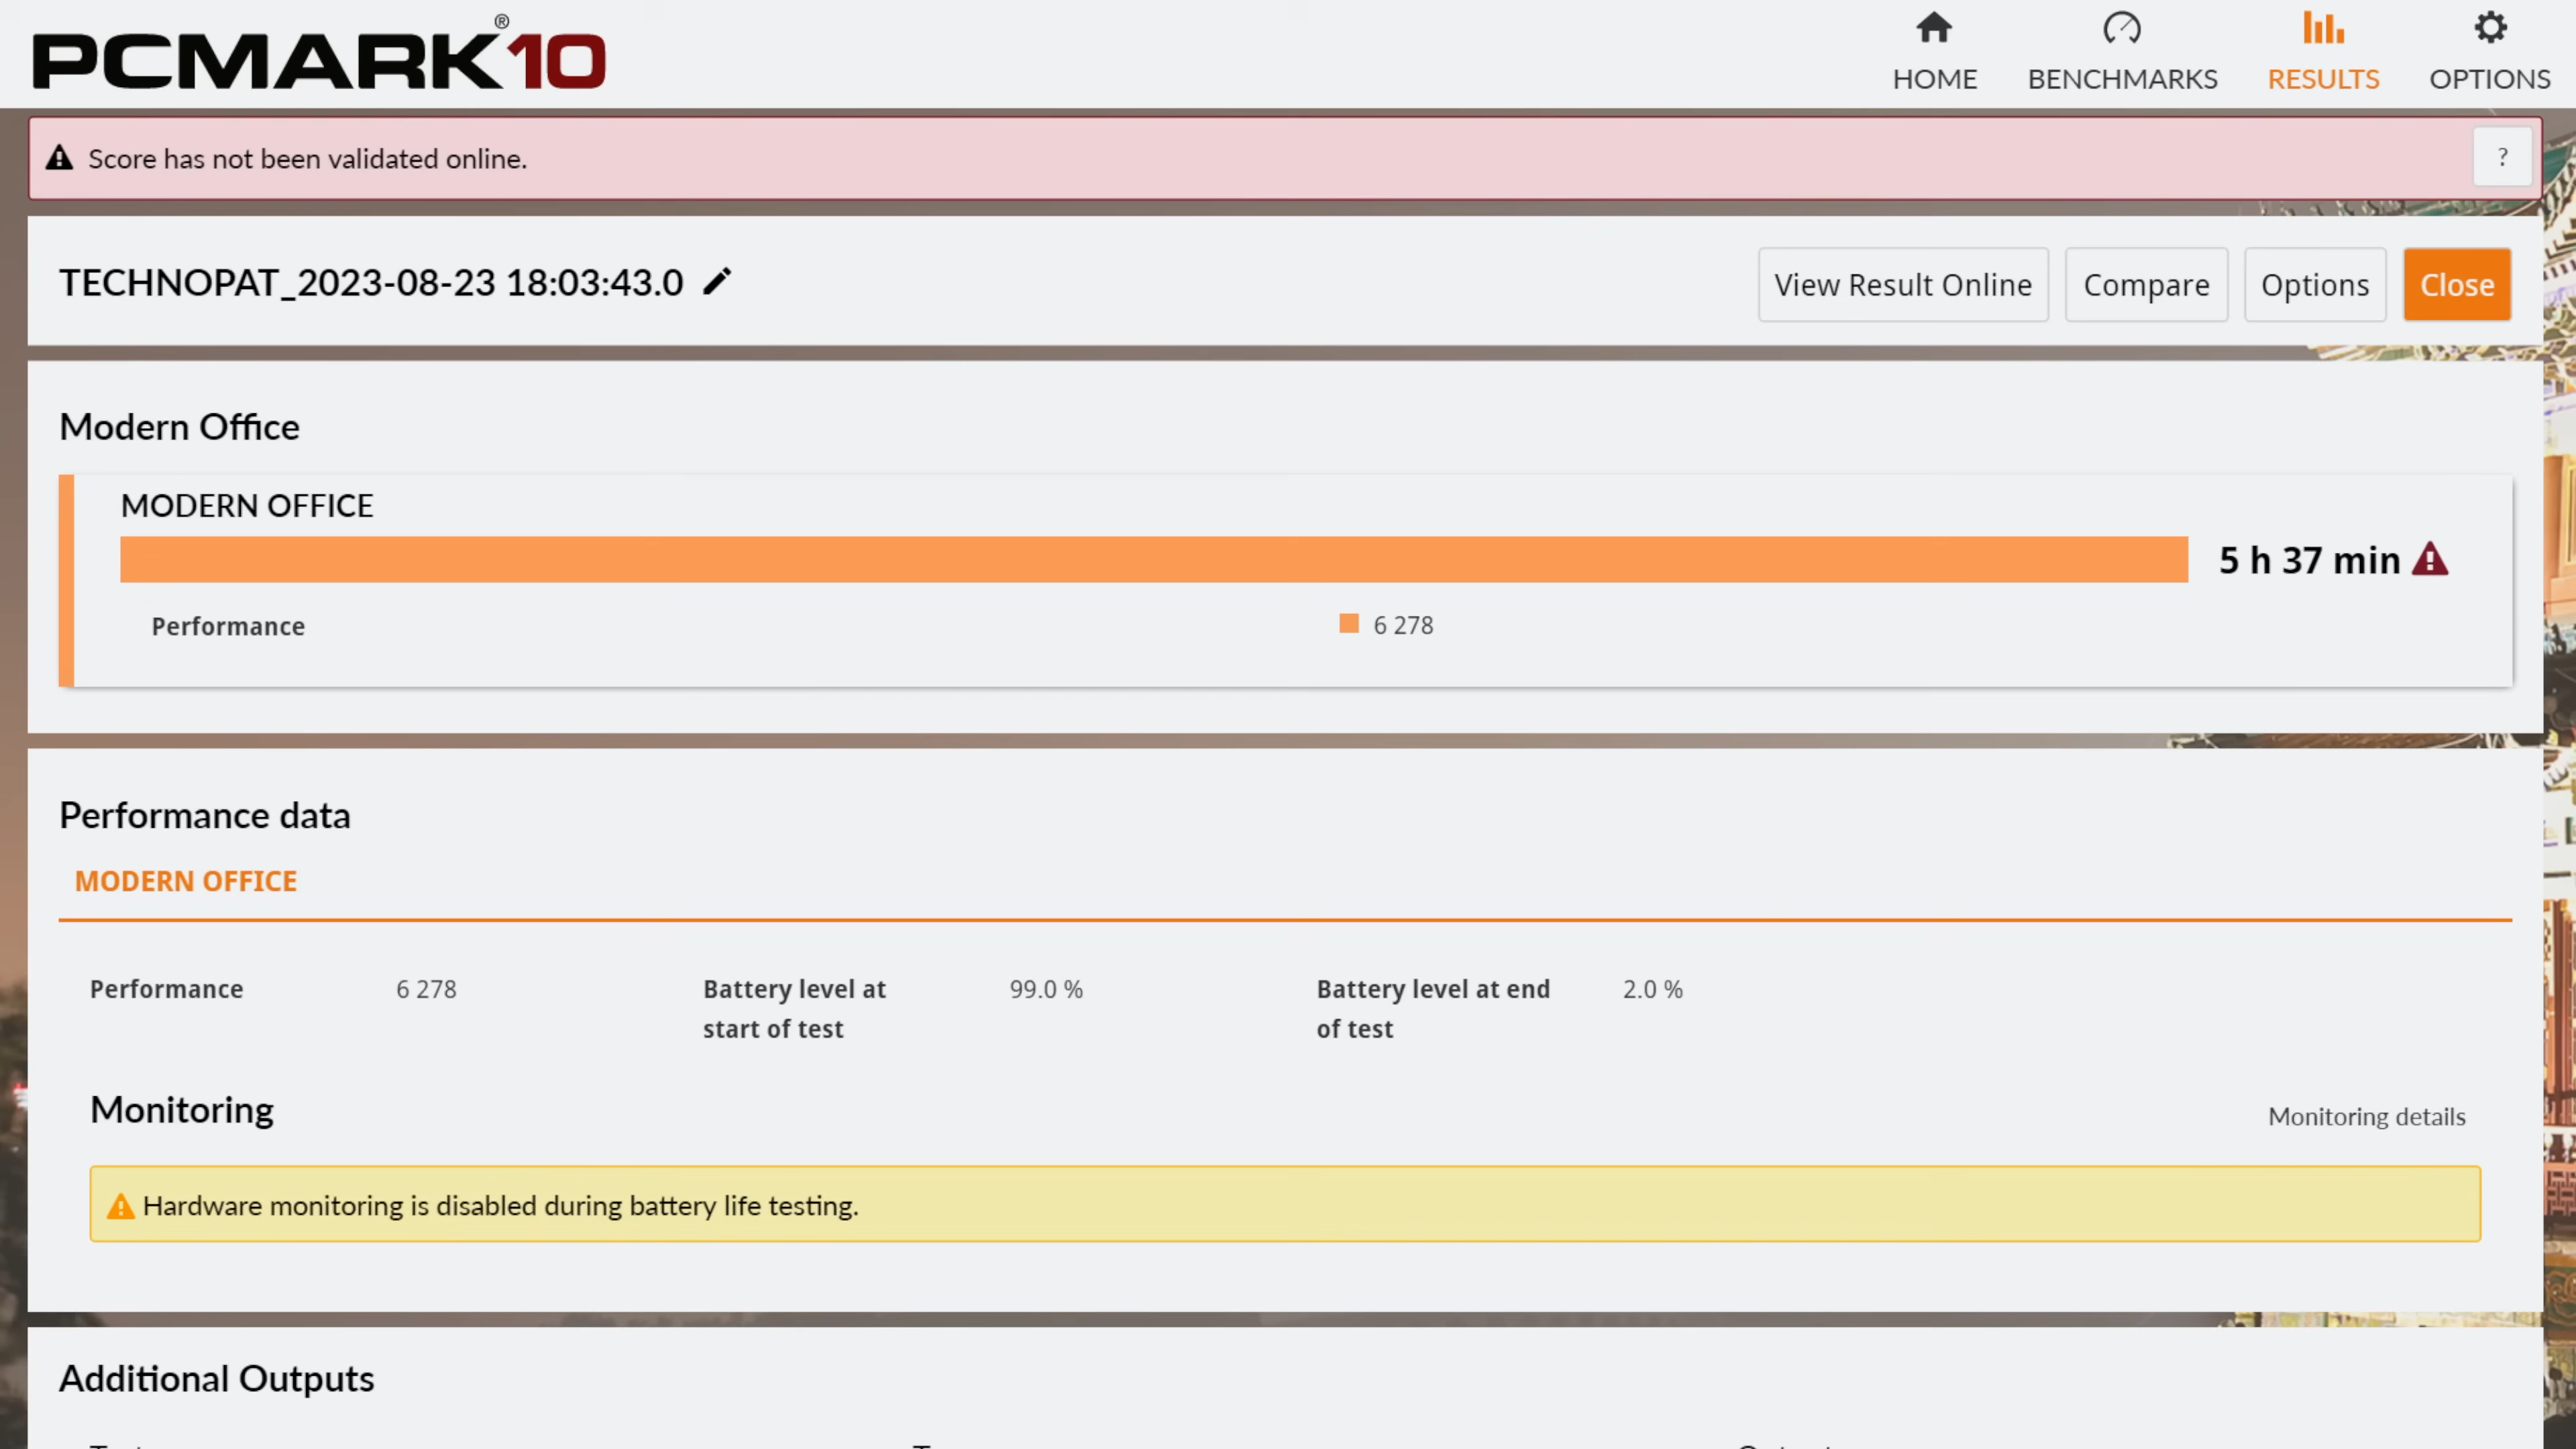 PCMARK®10
HOME
BENCHMARKS
RESULTS
OPTIONS
Score has not been validated online.
?
TECHNOPAT_2023-08-23 18:03:43.0
View Result Online
Compare
Options
Close
Modern Office
MODERN OFFICE
5 h 37 min
Performance
6 278
Performance data
MODERN OFFICE
Performance
6 278
Battery level at
start of test
99.0 %
Battery level at end
of test
2.0 %
Monitoring
Monitoring details
Hardware monitoring is disabled during battery life testing.
Additional Outputs